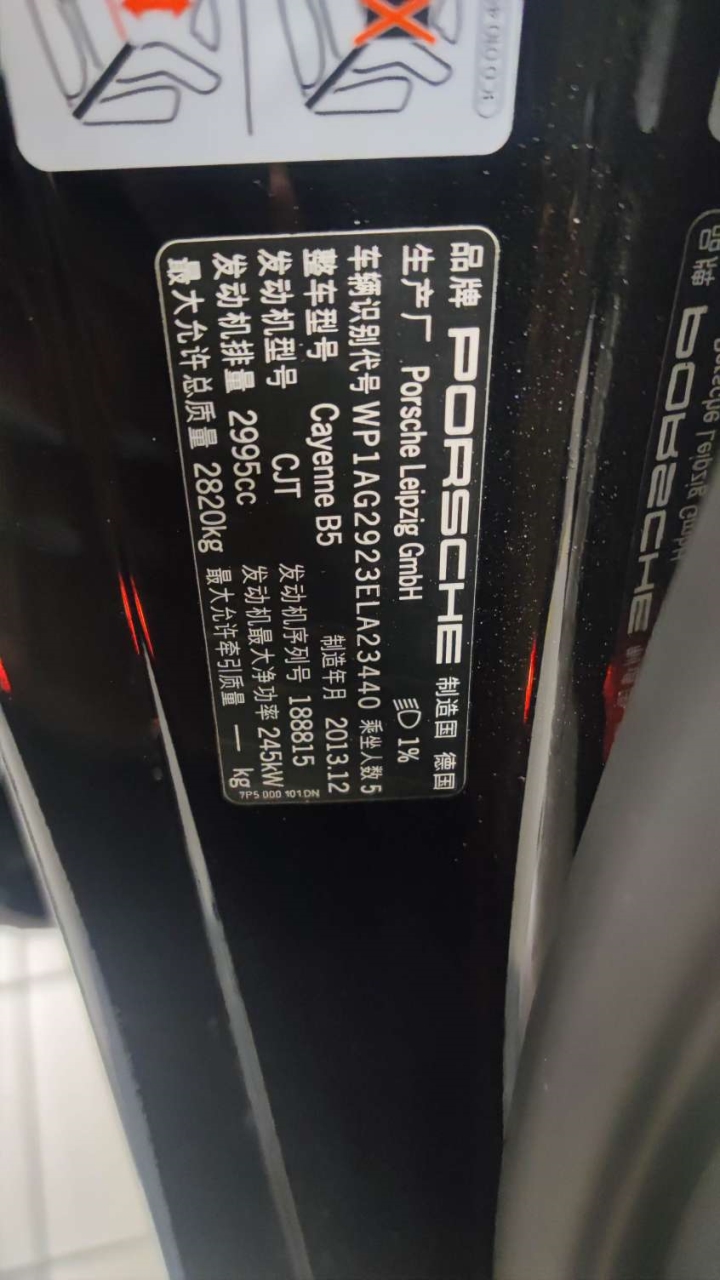 品牌 PORSCHE 制造国 德国
生产厂 Porsche Leipzig GmbH 1%
车辆识别代号 WP1AG2923ELA23440 乘坐人数 5
整车型号 Cayenne B5 制造年月 2013.12
发动机型号 CJT 发动机序列号 188815
发动机排量 2995cc 发动机最大净功率 245kW
最大允许总质量 2820kg 最大允许牵引质量 — kg
7P5 000 101DN